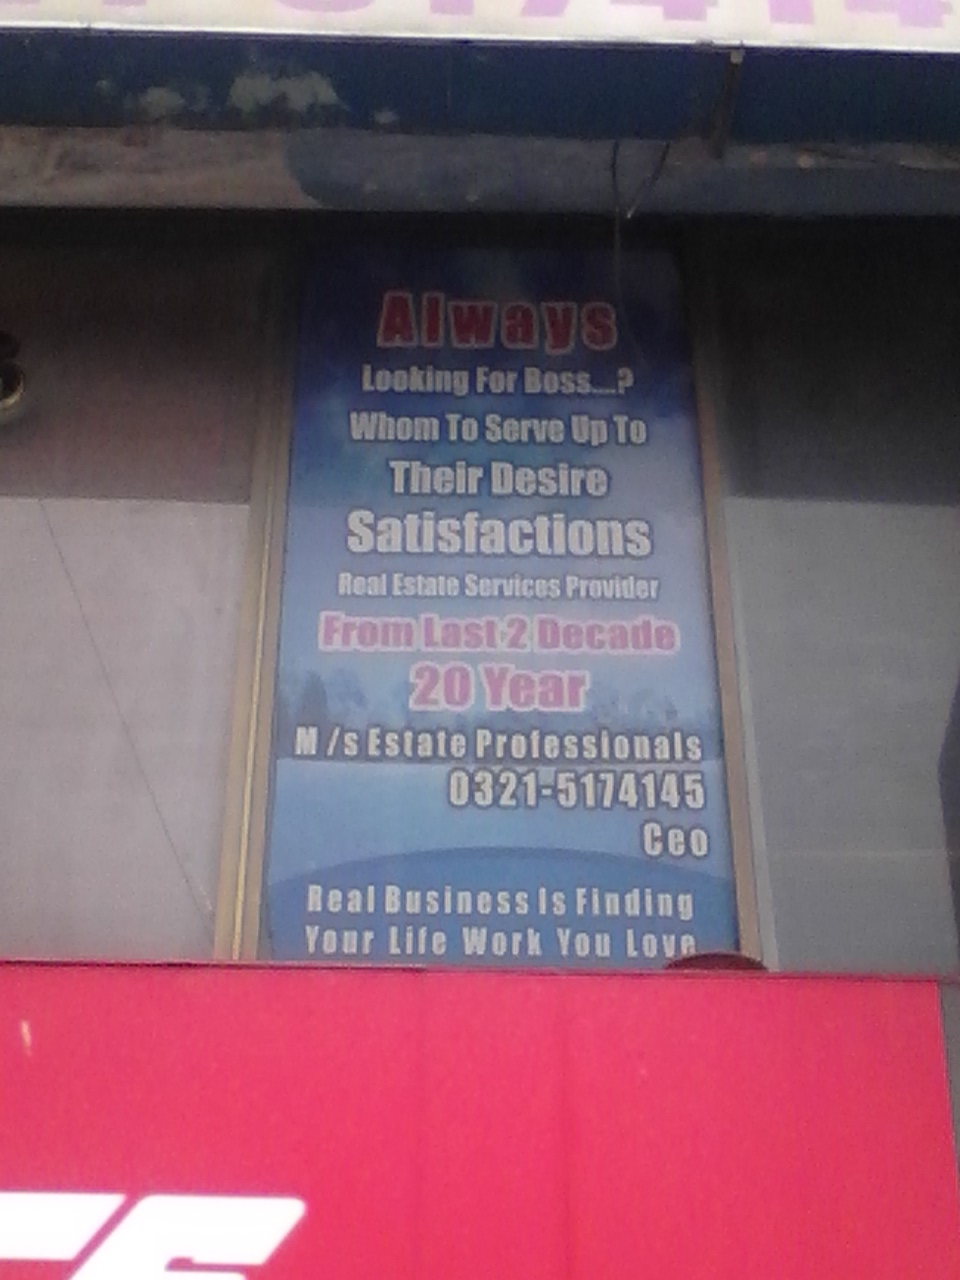 Always
Looking For Boss....?
Whom To Serve Up To
Their Desire
Satisfactions
Real Estate Services Provider
From Last 2 Decade
20 Year
M/s Estate Professionals
0321-5174145
Ceo
Real Business Is Finding
Your Life Work You Love